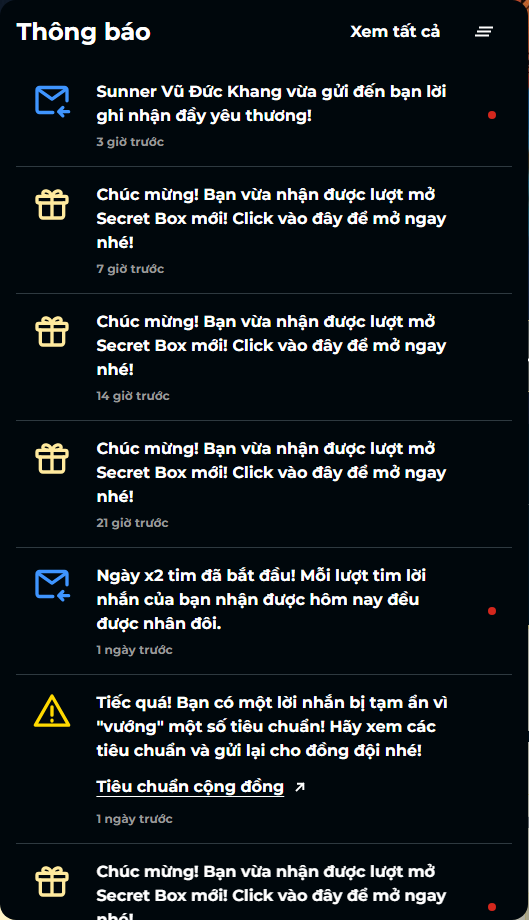 Thông báo
Xem tất cả
Sunner Vũ Đức Khang vừa gửi đến bạn lời
ghi nhận đầy yêu thương!
3 giờ trước
Chúc mừng! Bạn vừa nhận được lượt mở
Secret Box mới! Click vào đây để mở ngay
nhé!
7 giờ trước
Chúc mừng! Bạn vừa nhận được lượt mở
Secret Box mới! Click vào đây để mở ngay
nhé!
14 giờ trước
Chúc mừng! Bạn vừa nhận được lượt mở
Secret Box mới! Click vào đây để mở ngay
nhé!
21 giờ trước
Ngày x2 tim đã bắt đầu! Mỗi lượt tim lời
nhắn của bạn nhận được hôm nay đều
được nhân đôi.
1 ngày trước
Tiếc quá! Bạn có một lời nhắn bị tạm ẩn vì
"vướng" một số tiêu chuẩn! Hãy xem các
tiêu chuẩn và gửi lại cho đồng đội nhé!
Tiêu chuẩn cộng đồng
1 ngày trước
Chúc mừng! Bạn vừa nhận được lượt mở
Secret Box mới! Click vào đây để mở ngay
nhé!